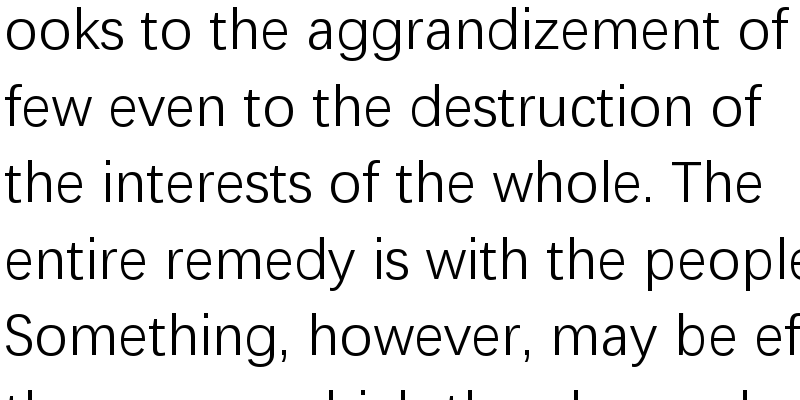 ooks to the aggrandizement of
few even to the destruction of
the interests of the whole. The
entire remedy is with the people
Something, however, may be ef